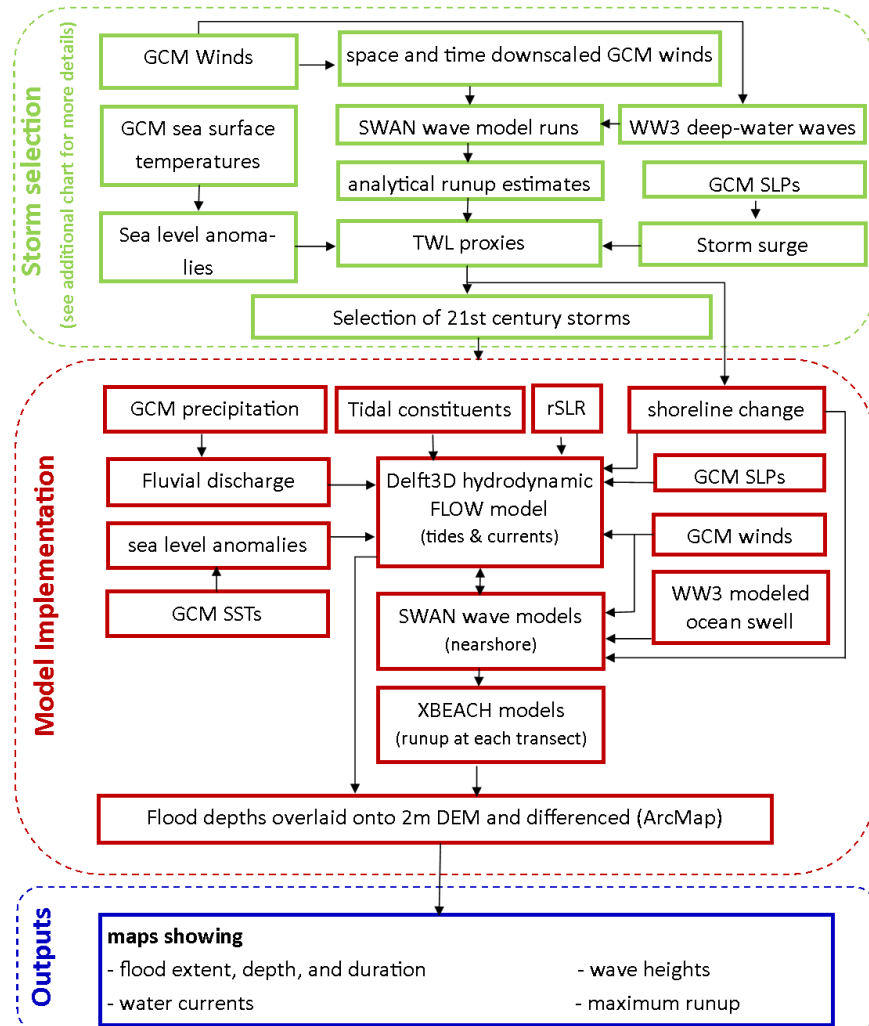 Storm selection
(see additional chart for more details)
GCM Winds
space and time downscaled GCM winds
GCM sea surface
temperatures
SWAN wave model runs
WW3 deep-water waves
analytical runup estimates
GCM SLPs
Sea level anoma-
lies
TWL proxies
Storm surge
Selection of 21st century storms
Model Implementation
GCM precipitation
Tidal constituents
rSLR
shoreline change
Fluvial discharge
Delft3D hydrodynamic
FLOW model
(tides & currents)
GCM SLPs
sea level anomalies
GCM winds
GCM SSTs
SWAN wave models
(nearshore)
WW3 modeled
ocean swell
XBEACH models
(runup at each transect)
Flood depths overlaid onto 2m DEM and differenced (ArcMap)
Outputs
maps showing
- flood extent, depth, and duration
- wave heights
- water currents
- maximum runup